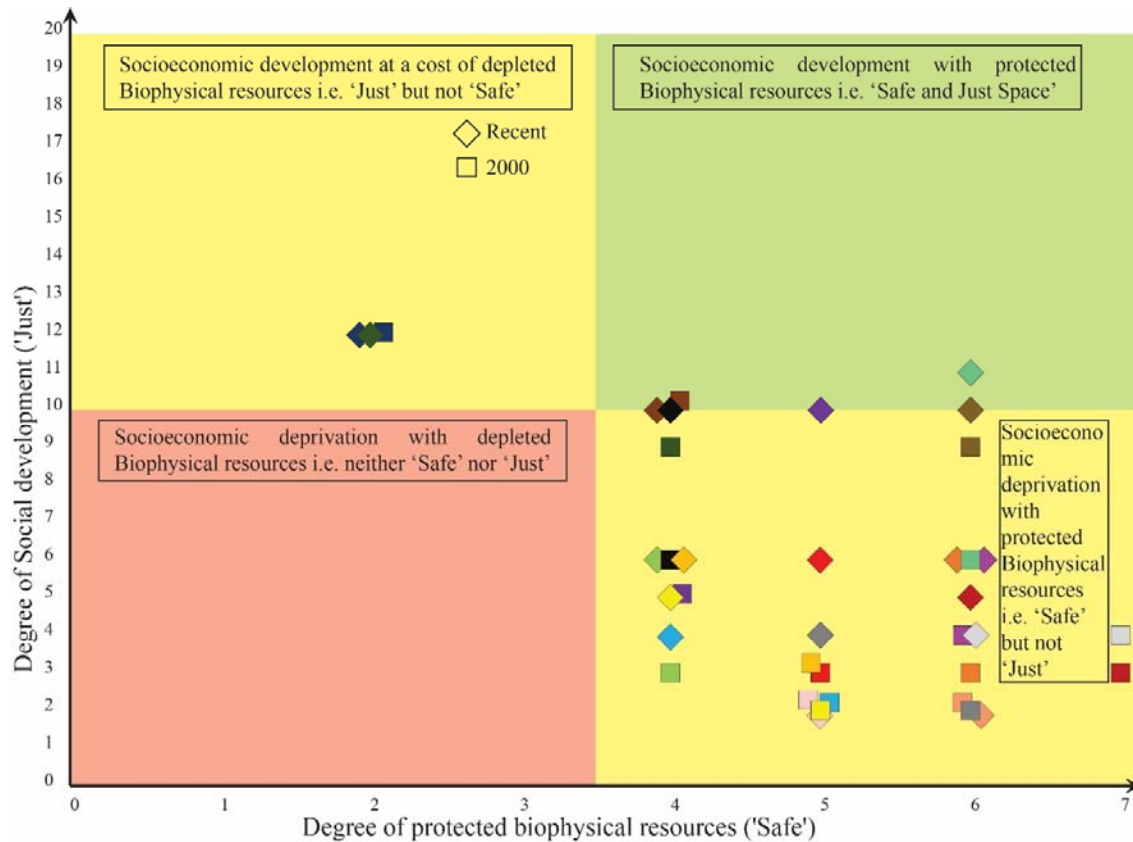 20
19
18
17
16
15
14
13
12
11
10
9
8
7
6
5
4
3
2
1
0
Degree of Social development ('Just')
Socioeconomic development at a cost of depleted
Biophysical resources i.e. ‘Just’ but not ‘Safe’
Socioeconomic development with protected
Biophysical resources i.e. ‘Safe and Just Space’
Recent
2000
Socioeconomic deprivation with depleted
Biophysical resources i.e. neither ‘Safe’ nor ‘Just’
Socioecono
mic
deprivation
with
protected
Biophysical
resources
i.e. ‘Safe’
but not
‘Just’
0 1 2 3 4 5 6 7
Degree of protected biophysical resources ('Safe')